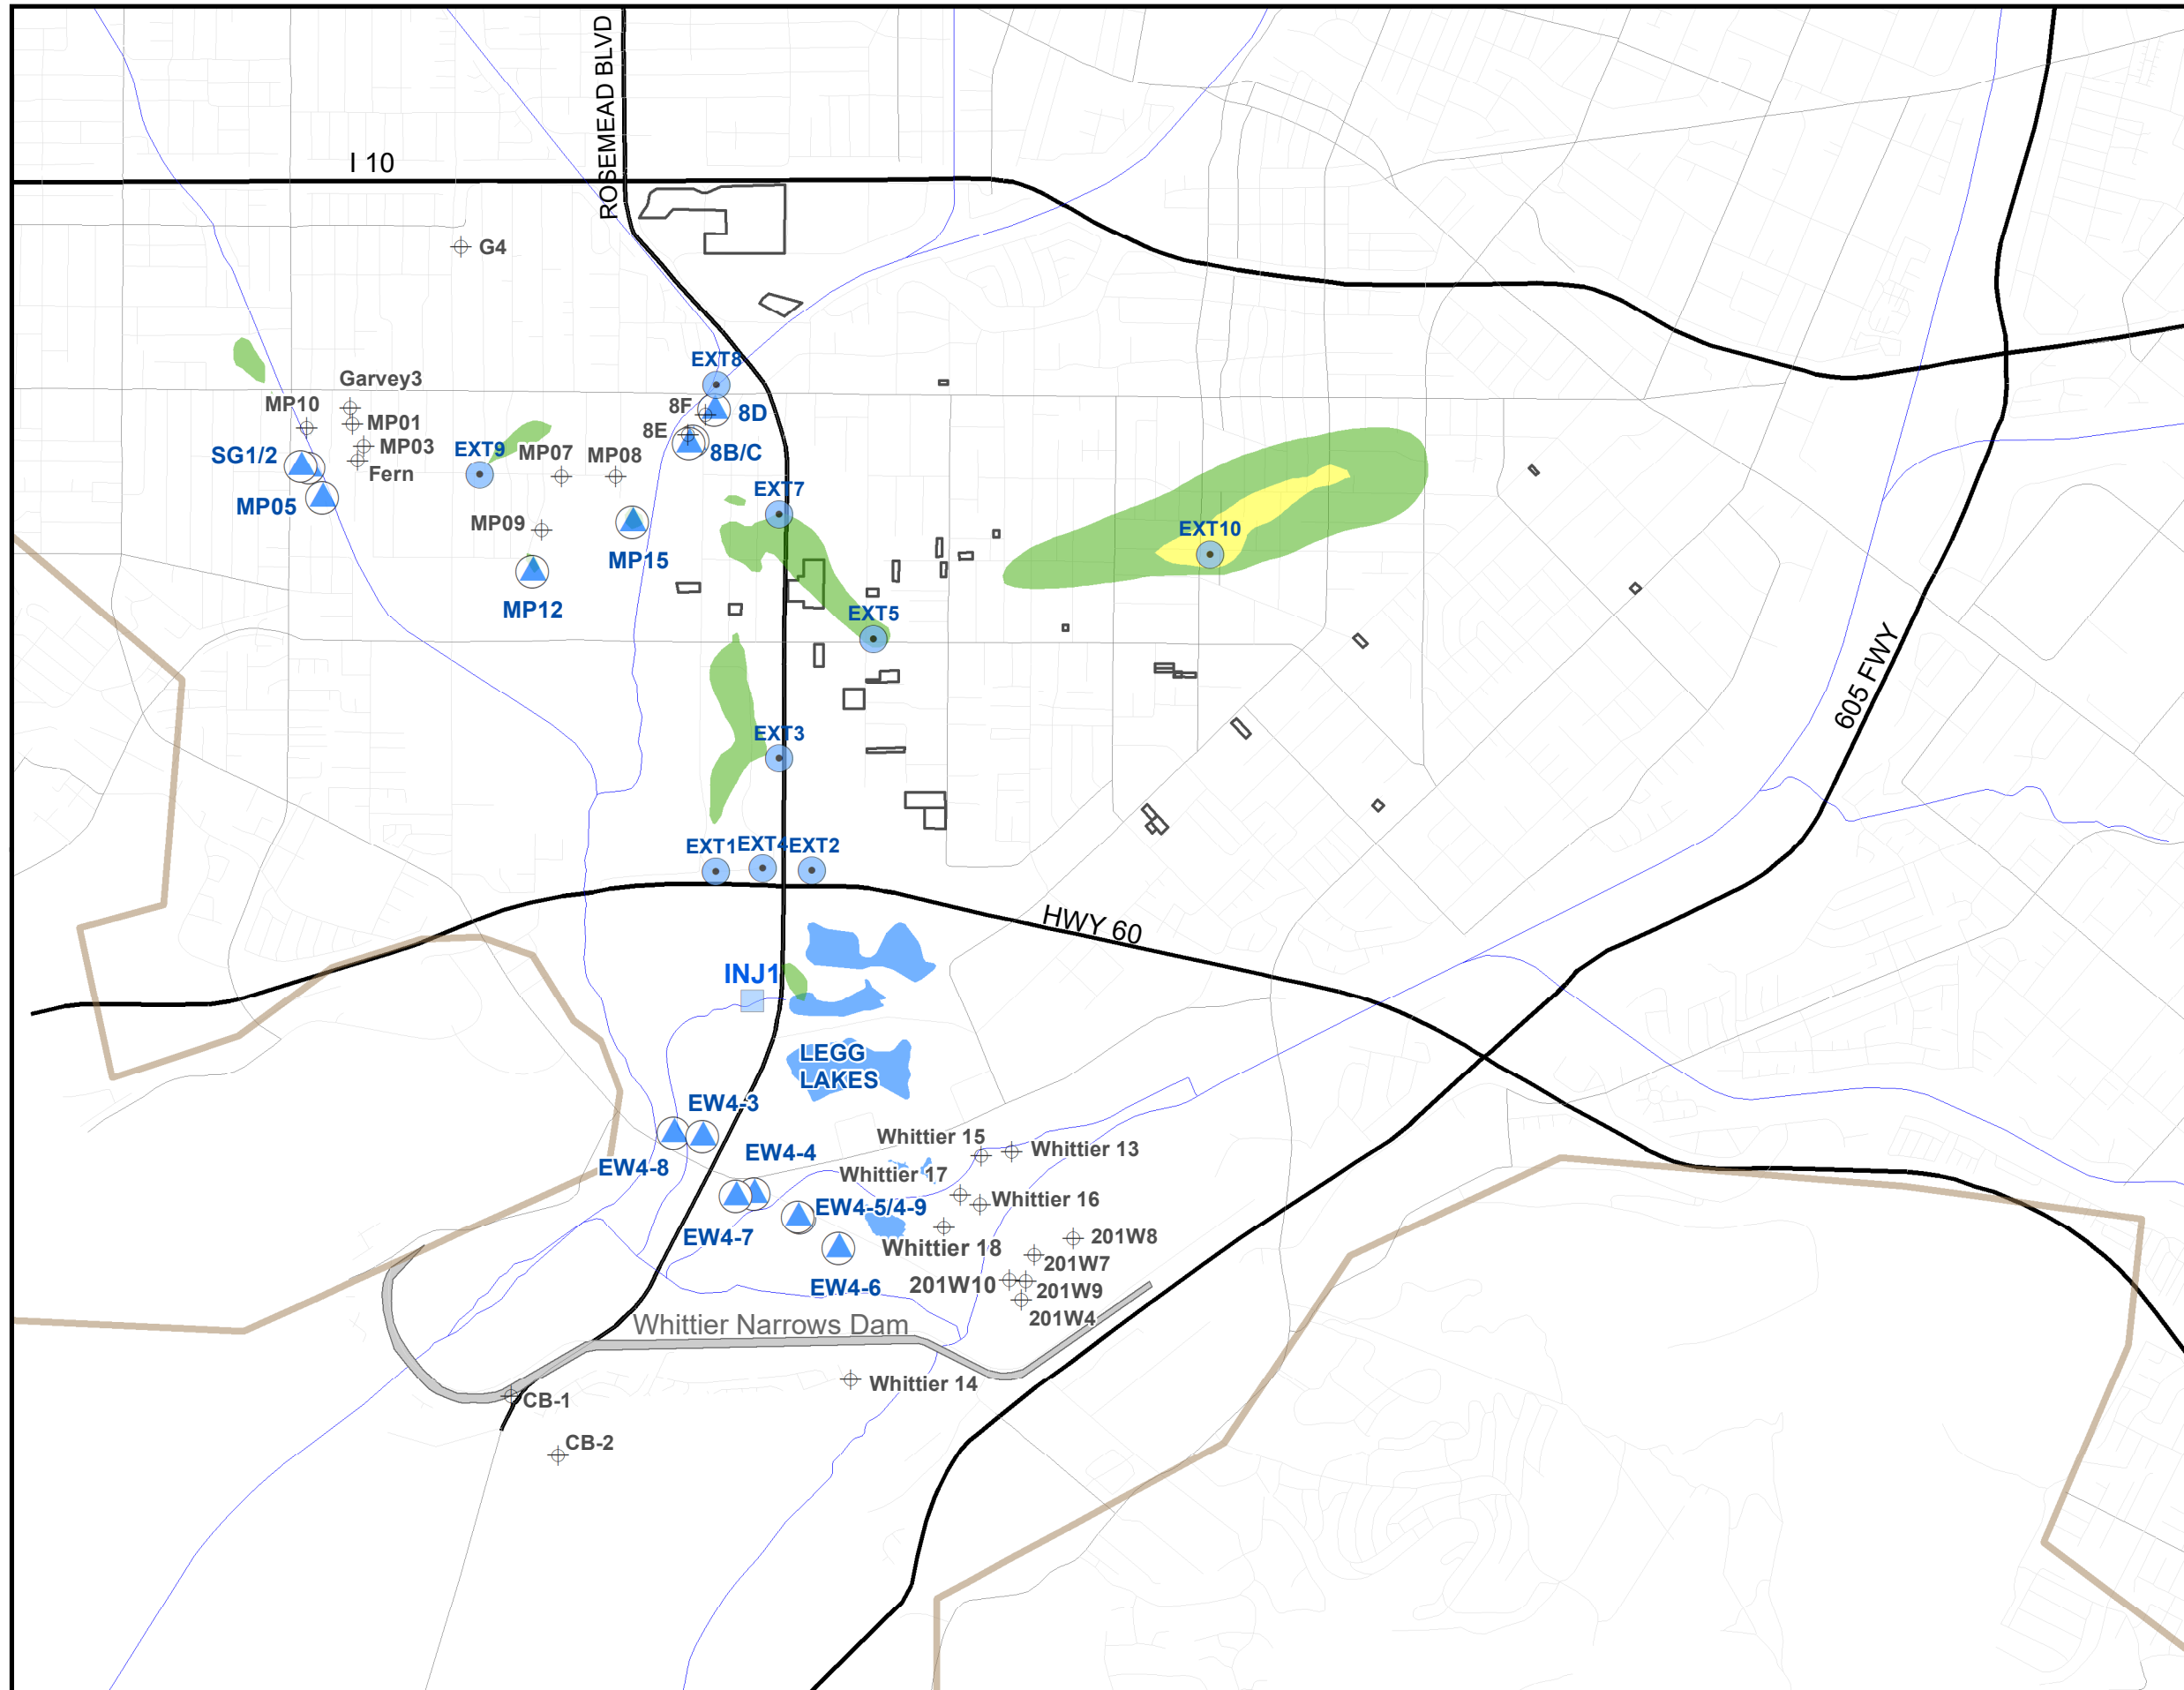 ROSEMEAD BLVD
I 10
G4
EXT8
Garvey3
MP10
8F
8D
MP01
8E
MP03
SG1/2
EXT9
MP07
MP08
8B/C
Fern
EXT7
MP05
MP09
EXT10
MP15
MP12
EXT5
605 FWY
EXT3
EXT1
EXT4
EXT2
HWY 60
INJ1
LEGG
LAKES
EW4-3
Whittier 15
Whittier 13
EW4-4
EW4-8
Whittier 17
Whittier 16
EW4-5/4-9
EW4-7
201W8
Whittier 18
201W7
EW4-6
201W10
201W9
201W4
Whittier Narrows Dam
Whittier 14
CB-1
CB-2